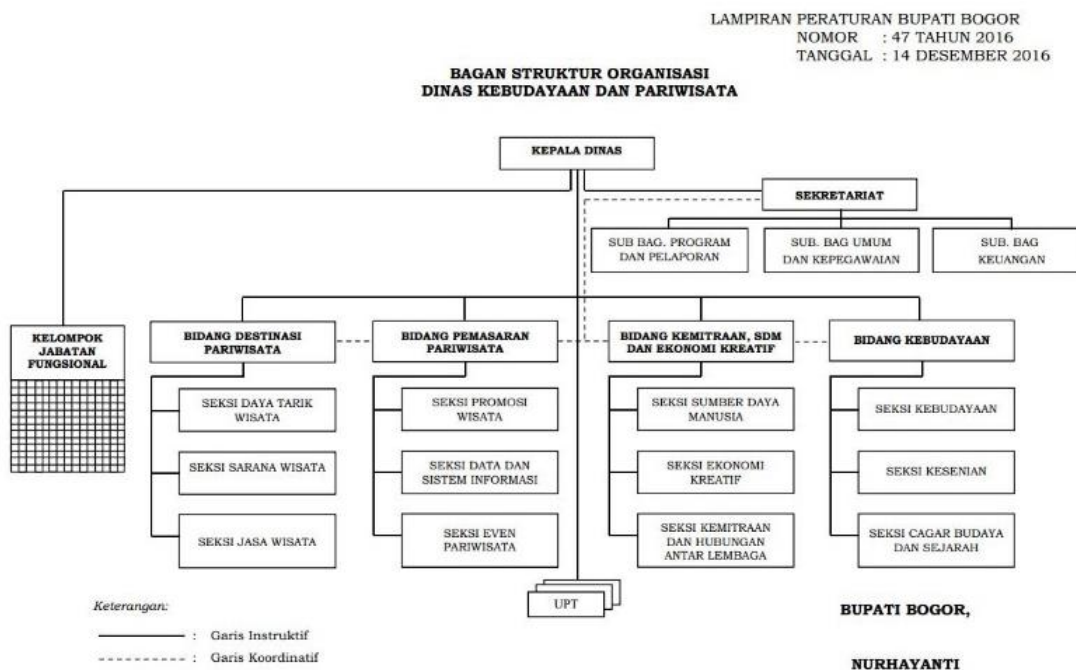 LAMPIRAN PERATURAN BUPATI BOGOR
NOMOR : 47 TAHUN 2016
TANGGAL : 14 DESEMBER 2016
BAGAN STRUKTUR ORGANISASI
DINAS KEBUDAYAAN DAN PARIWISATA
KEPALA DINAS
SEKRETARIAT
SUB BAG. PROGRAM
DAN PELAPORAN
SUB. BAG UMUM
DAN KEPEGAWAIAN
SUB. BAG
KEUANGAN
KELOMPOK
JABATAN
FUNGSIONAL
BIDANG DESTINASI
PARIWISATA
BIDANG PEMASARAN
PARIWISATA
BIDANG KEMITRAAN, SDM
DAN EKONOMI KREATIF
BIDANG KEBUDAYAAN
SEKSI DAYA TARIK
WISATA
SEKSI PROMOSI
WISATA
SEKSI SUMBER DAYA
MANUSIA
SEKSI KEBUDAYAAN
SEKSI SARANA WISATA
SEKSI DATA DAN
SISTEM INFORMASI
SEKSI EKONOMI
KREATIF
SEKSI KESENIAN
SEKSI JASA WISATA
SEKSI EVEN
PARIWISATA
SEKSI KEMITRAAN
DAN HUBUNGAN
ANTAR LEMBAGA
SEKSI CAGAR BUDAYA
DAN SEJARAH
UPT
Keterangan:
: Garis Instruktif
: Garis Koordinatif
BUPATI BOGOR,
NURHAYANTI